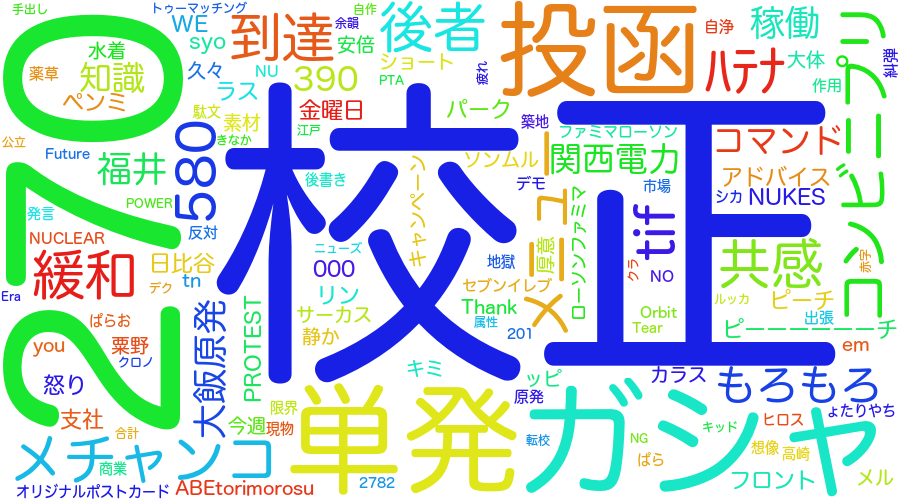 手出し
トゥーマッチング
余韻
自作
WE
syo
到達
安倍
後者
投函
自浄
ハテナ
稼働
大体
作用
コンビニプリ
糾弾
水着
薬草
知識
ペンミ
久々
NU
ラス
390
ショート
PTA
疲れ
駄文
素材
金曜日
パーク
築地
ファミマローソン
コマンド
公立
Future
580
きなか
江戸
校正
ソンムル
関西電力
アドバイス
270
福井
後書き
デモ
市場
シカ
NUKES
POWER
発言
反対
キャンペーン
メニュー
厚意
ローソンファミマ
tif
NUCLEAR
緩和
日比谷
tn
デク
ニューズ
000
地獄
クラ
NO
共感
赤字
Era
リン
セブンイレブ
ルッカ
ピーチ
ぱらお
大飯原発
PROTEST
サーカス
静か
Thank
属性
201
Orbit
Tear
出張
ピーーーーーーチ
you
粟野
クロノ
em
怒り
キミ
ッピ
原発
カラス
もろもろ
支社
今週
限界
現物
単発
ガシャ
キッド
ヒロス
ょたりやち
合計
メチャンコ
転校
NG
ぱら
想像
高崎
商業
2782
フロント
メル
オリジナルポストカード
ABEtorimorosu